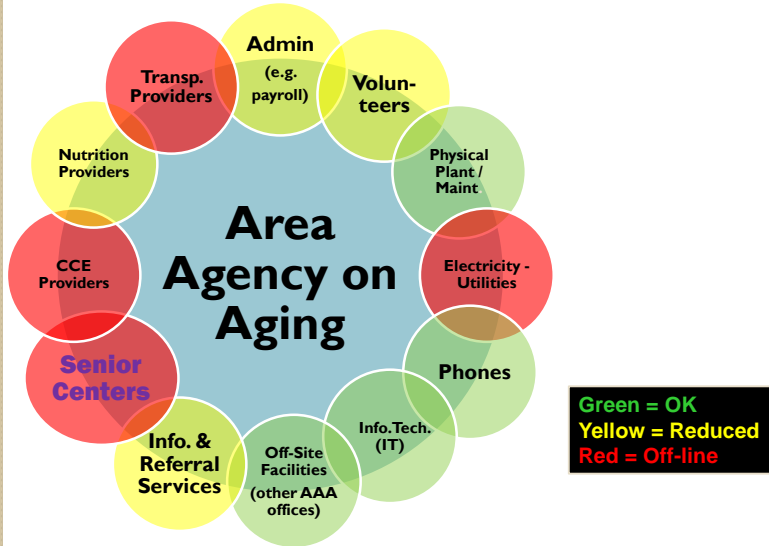 Admin
(e.g.
payroll)
Volun-
teers
Physical
Plant /
Maint
Electricity -
Utilities
Phones
Info.Tech.
(IT)
Off-Site
Facilities
(other AAA
offices)
Info. &
Referral
Services
Senior
Centers
CCE
Providers
Nutrition
Providers
Transp.
Providers
Area
Agency on
Aging
Green = OK
Yellow = Reduced
Red = Off-line